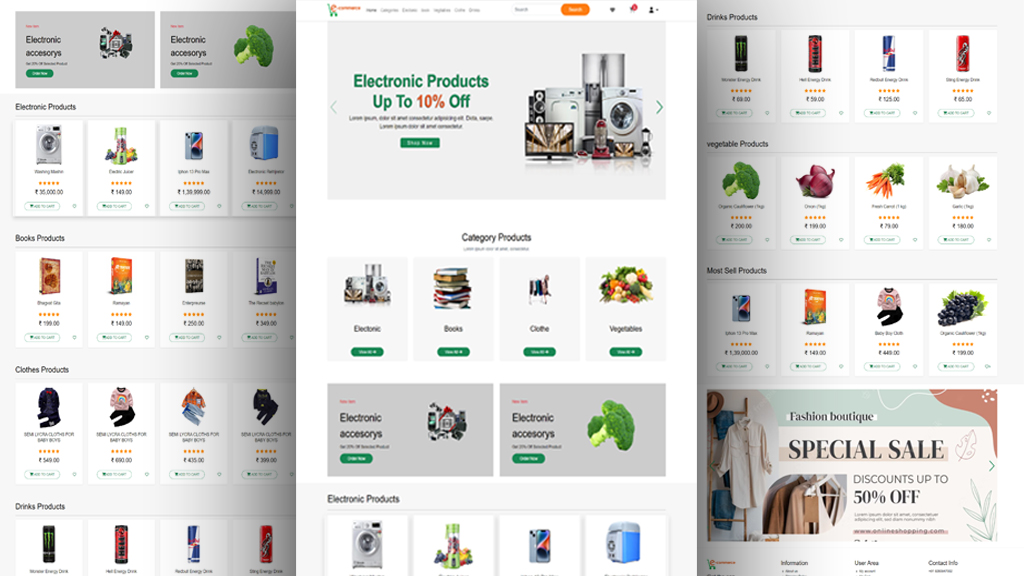 New Item
Electronic
accesorys
Get 20% Off Selected Product
Order Now
New Item
Electronic
accesorys
Get 20% Off Selected Product
Order Now
Electronic Products
Washing Mashin
₹ 35,000.00
ADD TO CART
Electric Juicer
₹ 149.00
ADD TO CART
Iphon 13 Pro Max
₹ 1,39,999.00
ADD TO CART
₹ 14,999.00
ADD TO CART
Books Products
Bhagvat Gita
₹ 199.00
ADD TO CART
Ramayan
₹ 149.00
ADD TO CART
₹ 250.00
ADD TO CART
₹ 349.00
ADD TO CART
Clothes Products
SEMI LYCRA CLOTHS FOR
BABY BOYS
₹ 549.00
ADD TO CART
SEMI LYCRA CLOTHS FOR
BABY BOYS
₹ 690.00
ADD TO CART
SEMI LYCRA CLOTHS FOR
BABY BOYS
₹ 435.00
ADD TO CART
SEMI LYCRA CLOTHS FOR
BABY BOYS
₹ 399.00
ADD TO CART
Drinks Products
Monster Energy Drink
Hell Energy Drink
Redbull Energy Drink
Sting Energy Drink
Home
Categories
Vegetables
Search
Search
Electronic Products
Up To 10% Off
Lorem ipsum, dolor sit amet consectetur adipisicing elit. Dicta, saepe.
Lorem ipsum dolor sit amet consectetur
Shop Now
Category Products
Lorem ipsum dolor sit amet, consectetur
Electonic
View All
Books
View All
Clothe
View All
Vegetables
View All
New Item
Electronic
accesorys
Get 20% Off Selected Product
Order Now
New Item
Electronic
accesorys
Get 20% Off Selected Product
Order Now
Electronic Products
Drinks Products
Monster Energy Drink
₹ 69.00
ADD TO CART
Hell Energy Drink
₹ 59.00
ADD TO CART
Redbull Energy Drink
₹ 125.00
ADD TO CART
Sting Energy Drink
₹ 65.00
ADD TO CART
vegetable Products
Organic Cauliflower (1kg)
₹ 200.00
ADD TO CART
Onion (1kg)
₹ 199.00
ADD TO CART
Fresh Carrot (1 kg)
₹ 79.00
ADD TO CART
Garlic (1kg)
₹ 180.00
ADD TO CART
Most Sell Products
Iphon 13 Pro Max
₹ 1,39,000.00
ADD TO CART
Ramayan
₹ 149.00
ADD TO CART
Baby Boy Cloth
₹ 449.00
ADD TO CART
Organic Cauliflower (1kg)
₹ 199.00
ADD TO CART
Fashion boutique
SPECIAL SALE
DISCOUNTS UP TO
50% OFF
Lorem ipsum dolor sit amet, consectetuer
adipiscing elit, sed diam nonummy nibh
www.onlineshopping.com
Information
User Area
Contact Info